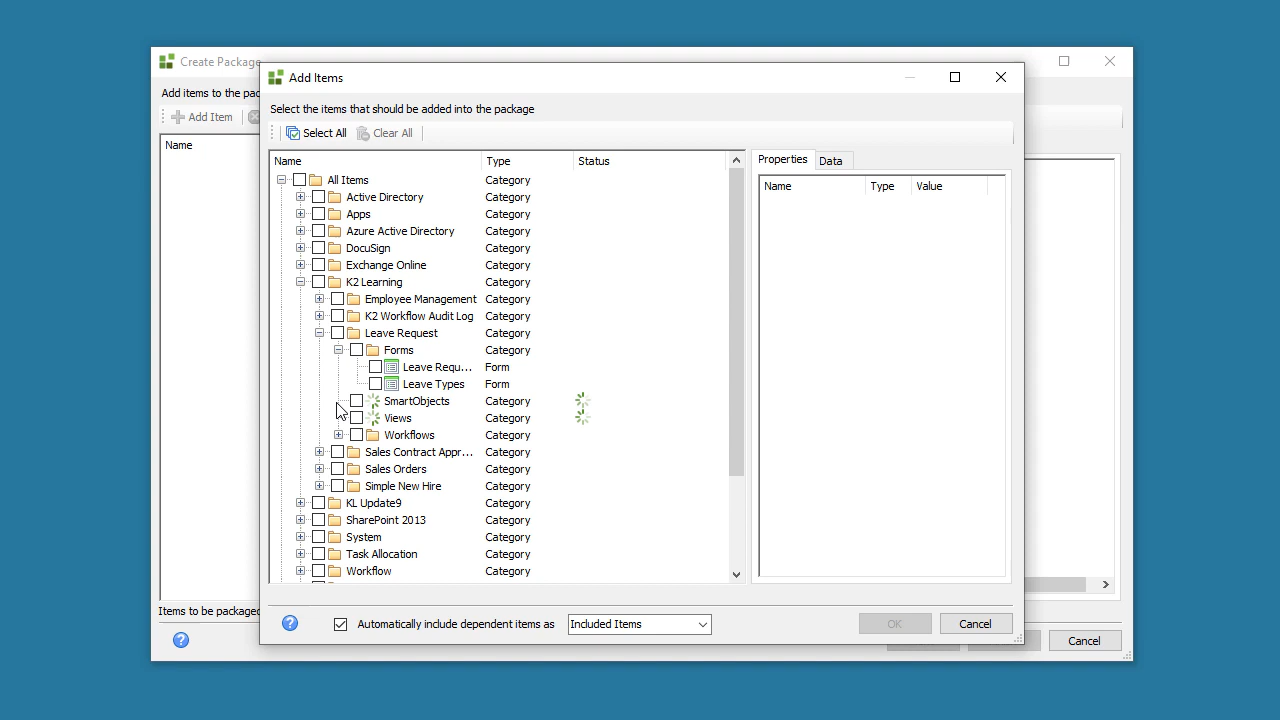 Create Package
Add items to the pac
Add Item
Name
Items to be packaged
Cancel
Add Items
Select the items that should be added into the package
Select All Clear All
Name Type Status
All Items Category
Active Directory Category
Apps Category
Azure Active Directory Category
DocuSign Category
Exchange Online Category
K2 Learning Category
Employee Management Category
K2 Workflow Audit Log Category
Leave Request Category
Forms Category
Leave Requ... Form
Leave Types Form
SmartObjects Category
Views Category
Workflows Category
Sales Contract Appr... Category
Sales Orders Category
Simple New Hire Category
KL Update9 Category
SharePoint 2013 Category
System Category
Task Allocation Category
Workflow Category
Properties Data
Name Type Value
Automatically include dependent items as Included Items
OK Cancel